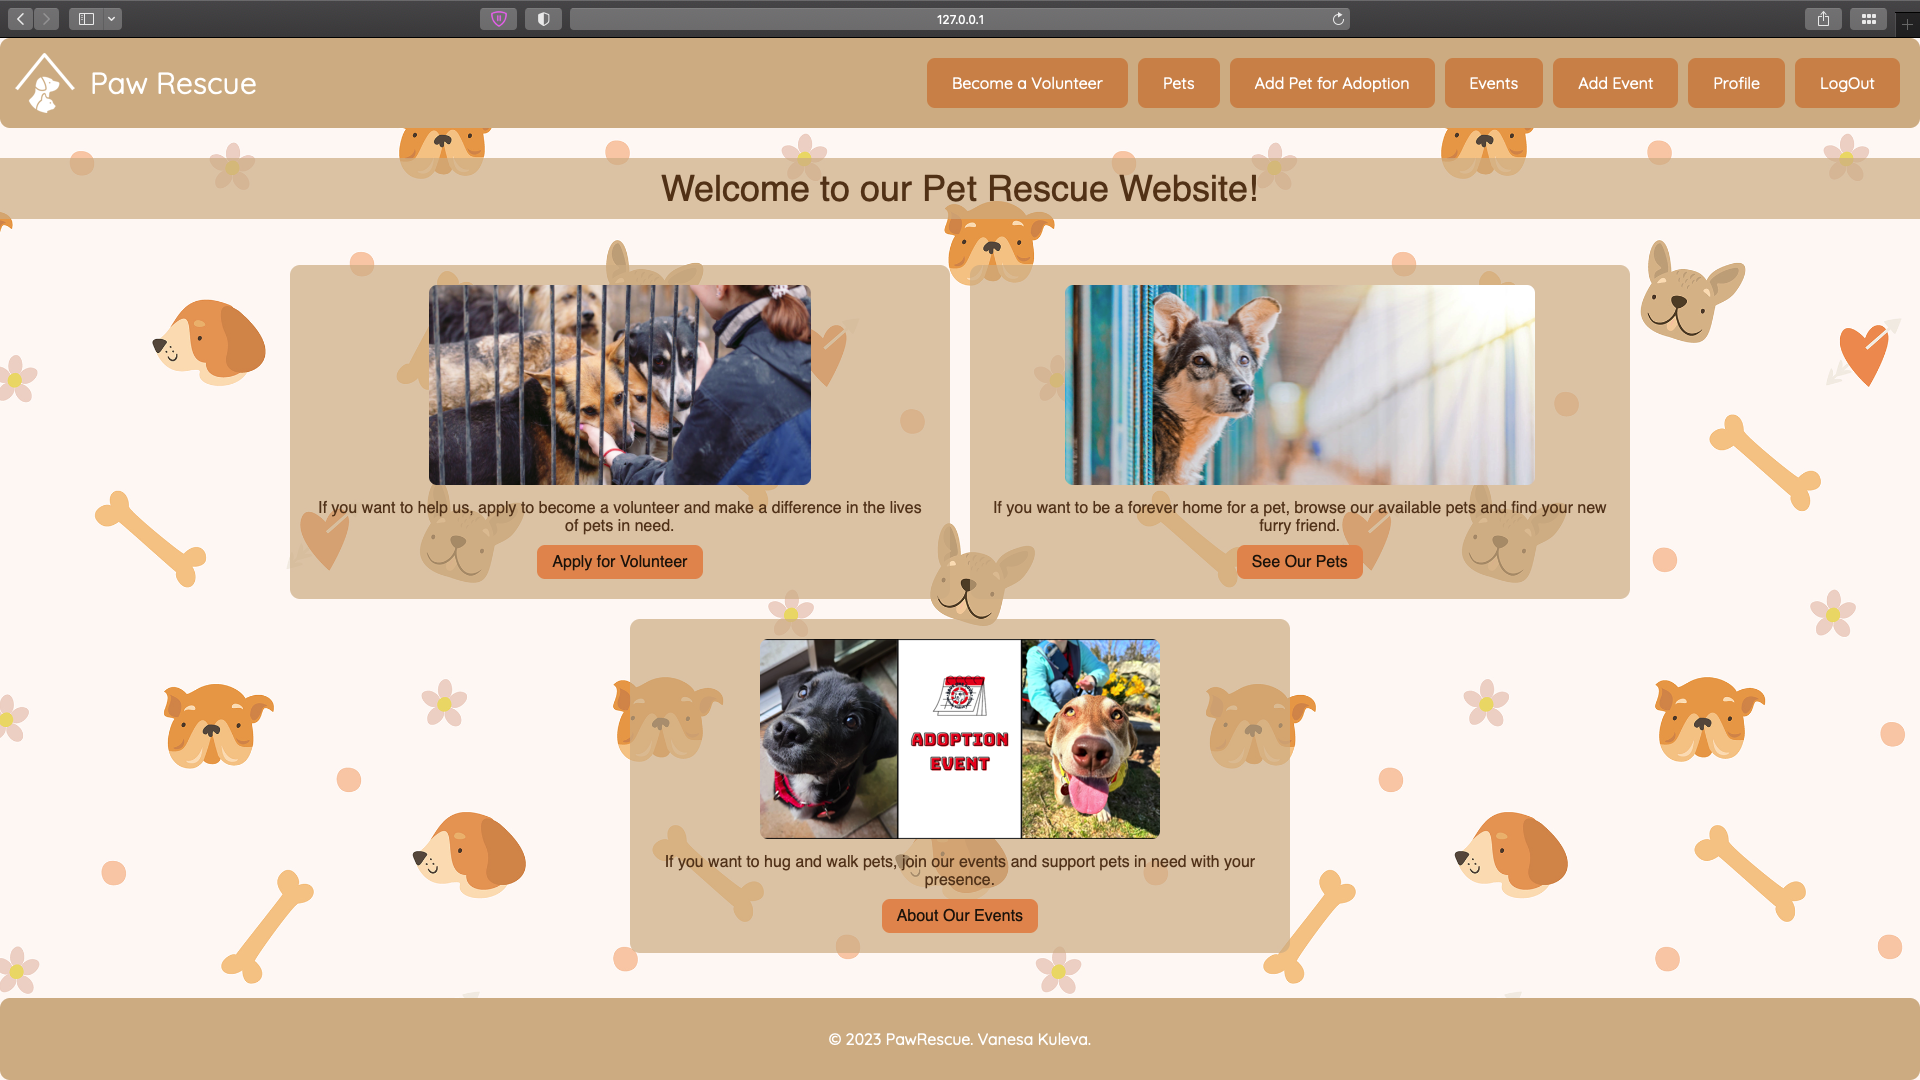 127.0.0.1
Paw Rescue
Become a Volunteer
Pets
Add Pet for Adoption
Events
Add Event
Profile
LogOut
Welcome to our Pet Rescue Website!
If you want to help us, apply to become a volunteer and make a difference in the lives
of pets in need.
Apply for Volunteer
If you want to be a forever home for a pet, browse our available pets and find your new
furry friend.
See Our Pets
ADOPTION
EVENT
If you want to hug and walk pets, join our events and support pets in need with your
presence.
About Our Events
© 2023 PawRescue. Vanesa Kuleva.